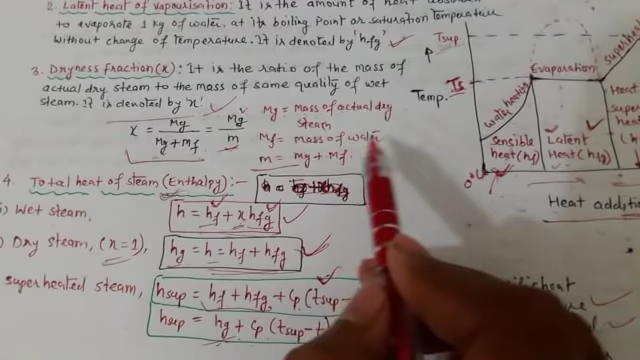 2. Latent heat of vapourisation: It is the amount of heat
to evaporate 1 kg of water, at its boiling Point or saturation temperature
without change of temperature. It is denoted by 'hfg'
3. Dryness fraction(x): It is the ratio of the mass of
actual dry steam to the mass of same quality of wet
steam. It is denoted by 'x'
x = Mg / (Mg + Mf) = Mg / m
Mg = Mass of actual dry
steam
Mf = mass of water
m = Mg + Mf.
4. Total heat of steam (Enthalpy):-
i) Wet steam, h = hf + x hfg
) Dry steam, (x=1), hg = h = hf + hfg
superheated steam, hsup = hf + hfg + Cp (tsup -
hsup = hg + Cp (tsup - t
Tsup
Ts
Temp.
Evaporation
water heating
Sensible
heat (hf)
Latent
Heat (hfg)
Heat
super
heat
0°
Heat addition